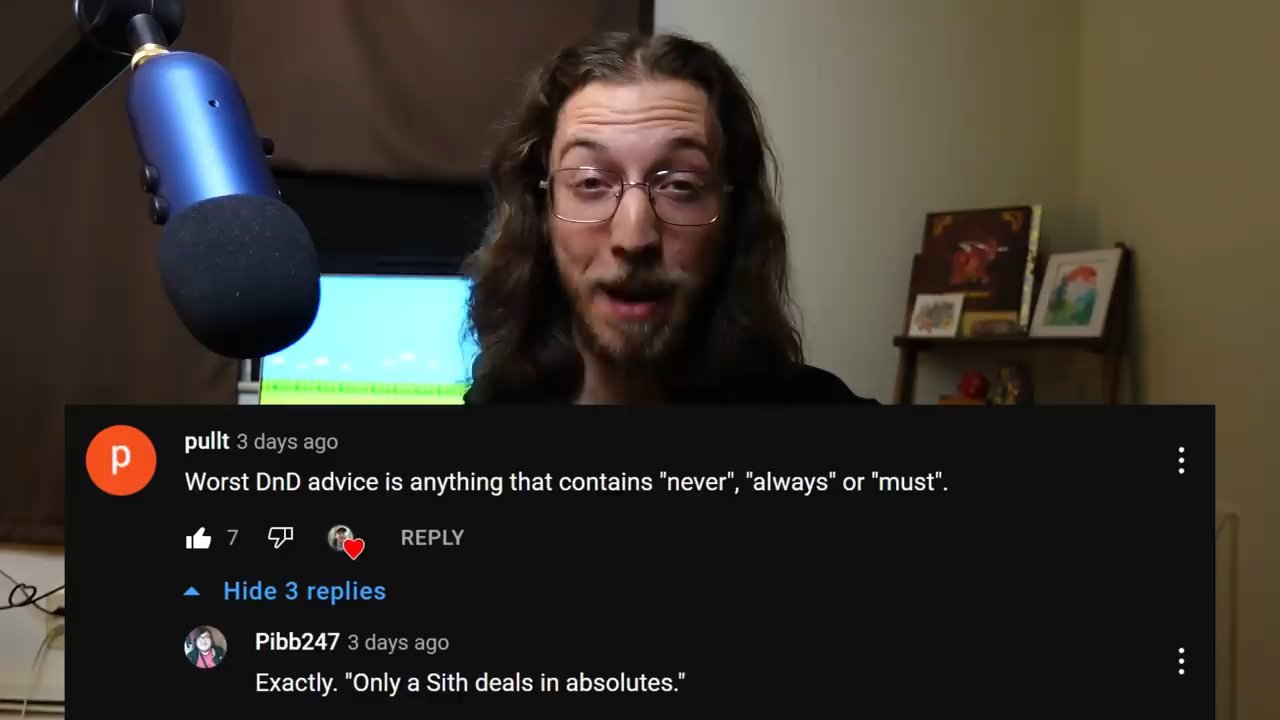 p
pullt 3 days ago
Worst DnD advice is anything that contains "never", "always" or "must".
7 REPLY
Hide 3 replies
Pibb247 3 days ago
Exactly. "Only a Sith deals in absolutes."